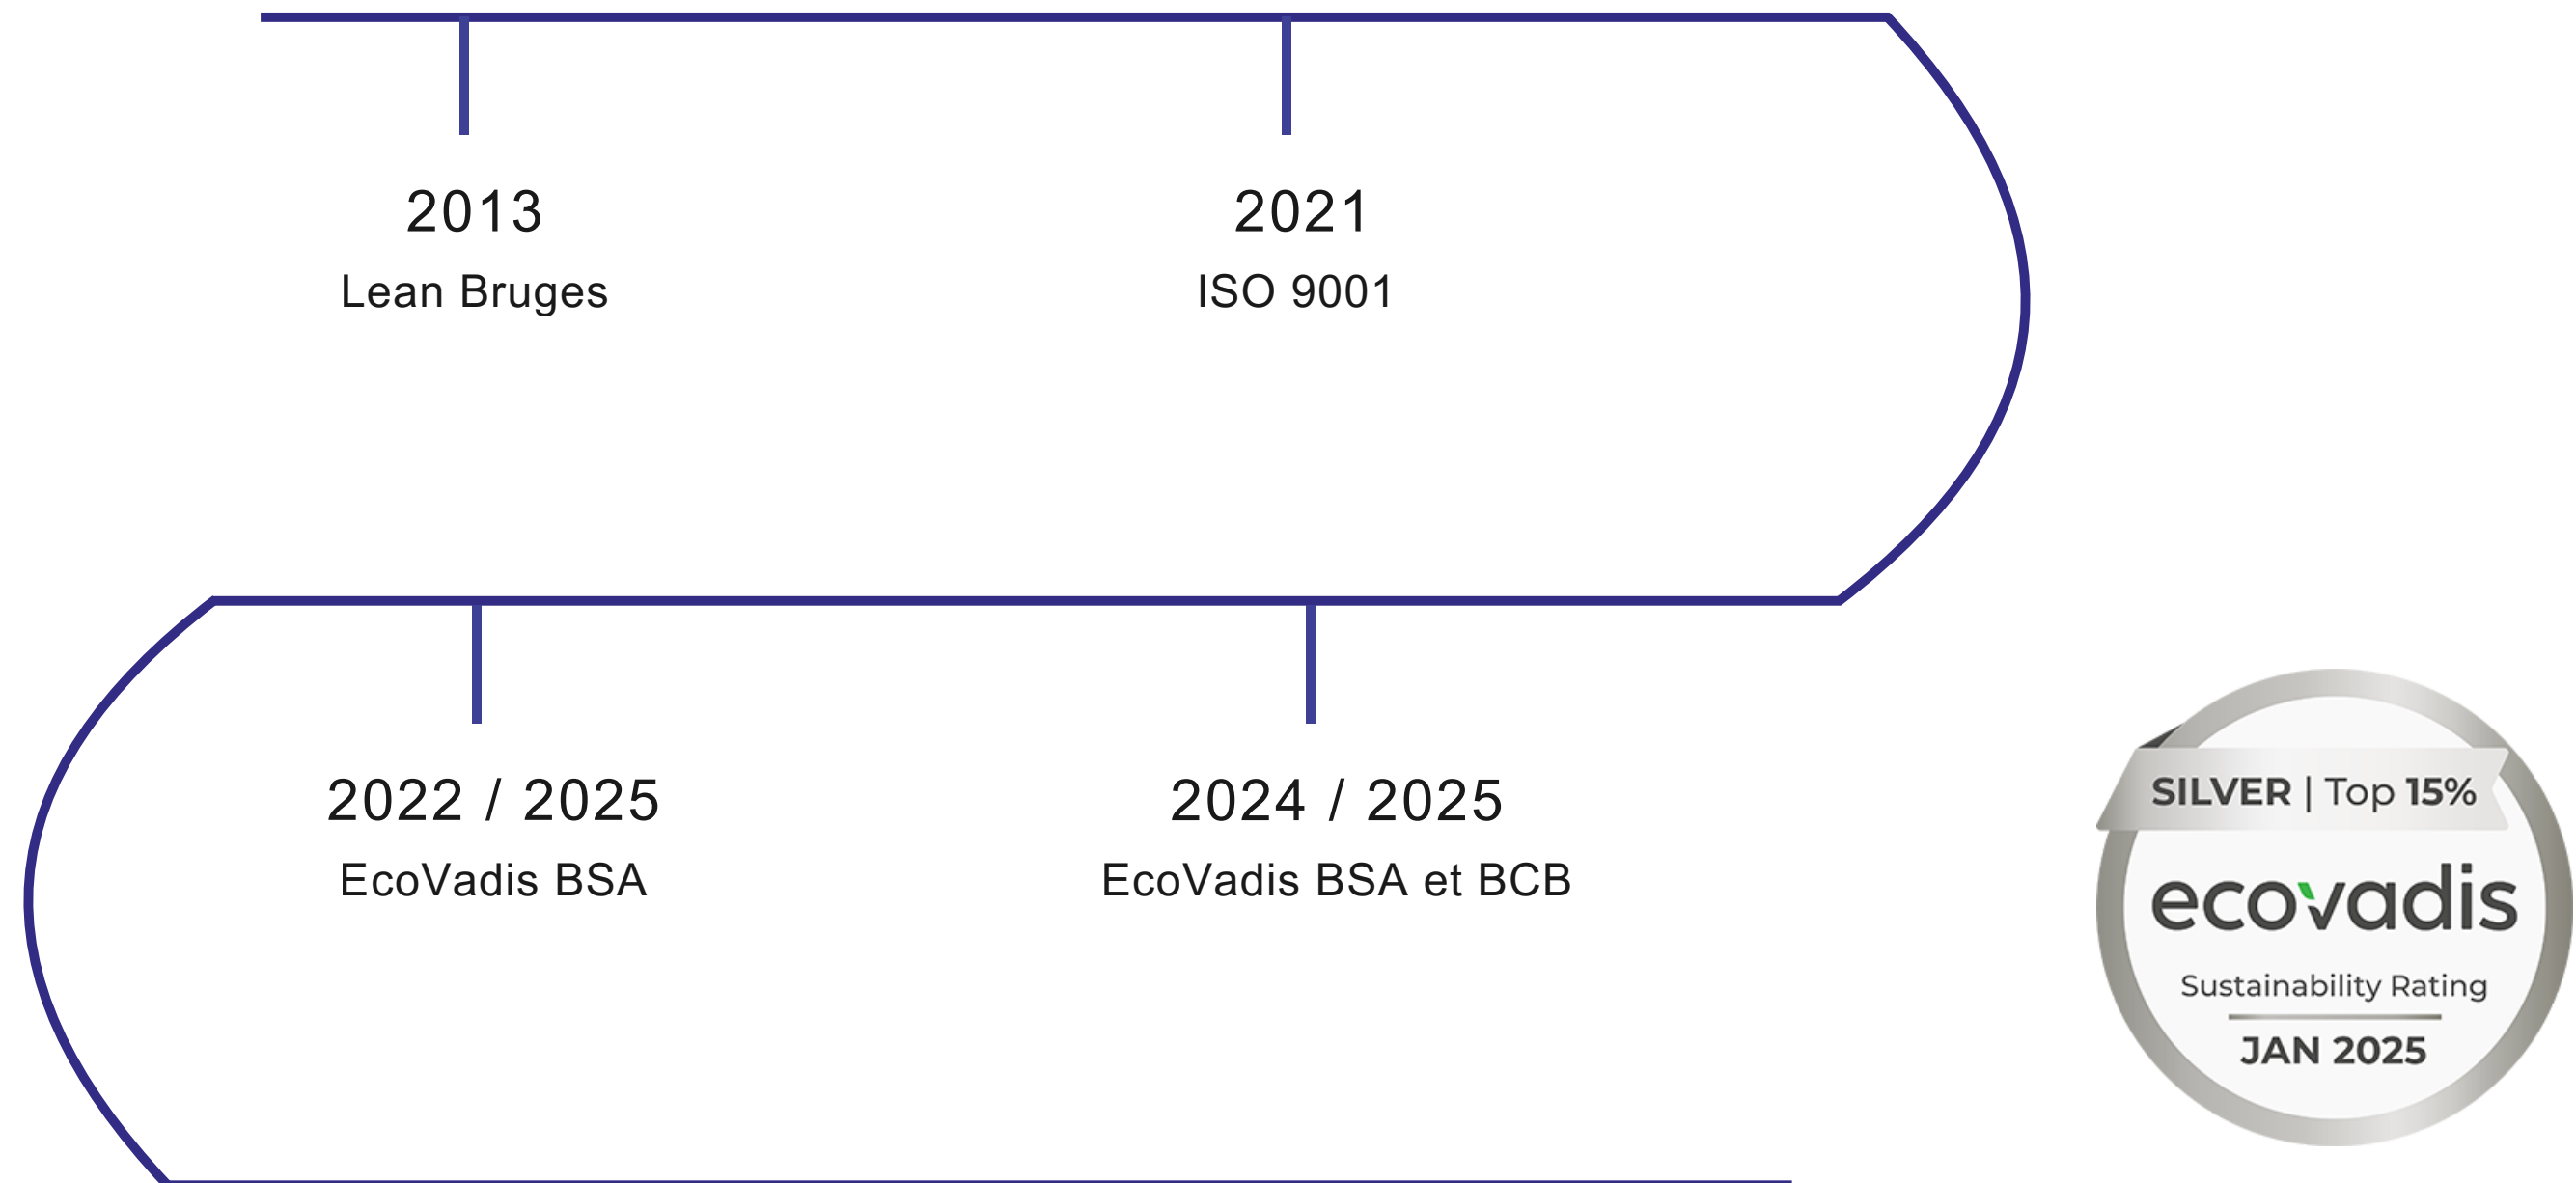 2013
Lean Bruges
2021
ISO 9001
2022 / 2025
EcoVadis BSA
2024 / 2025
EcoVadis BSA et BCB
SILVER | Top 15%
ecovadis
Sustainability Rating
JAN 2025